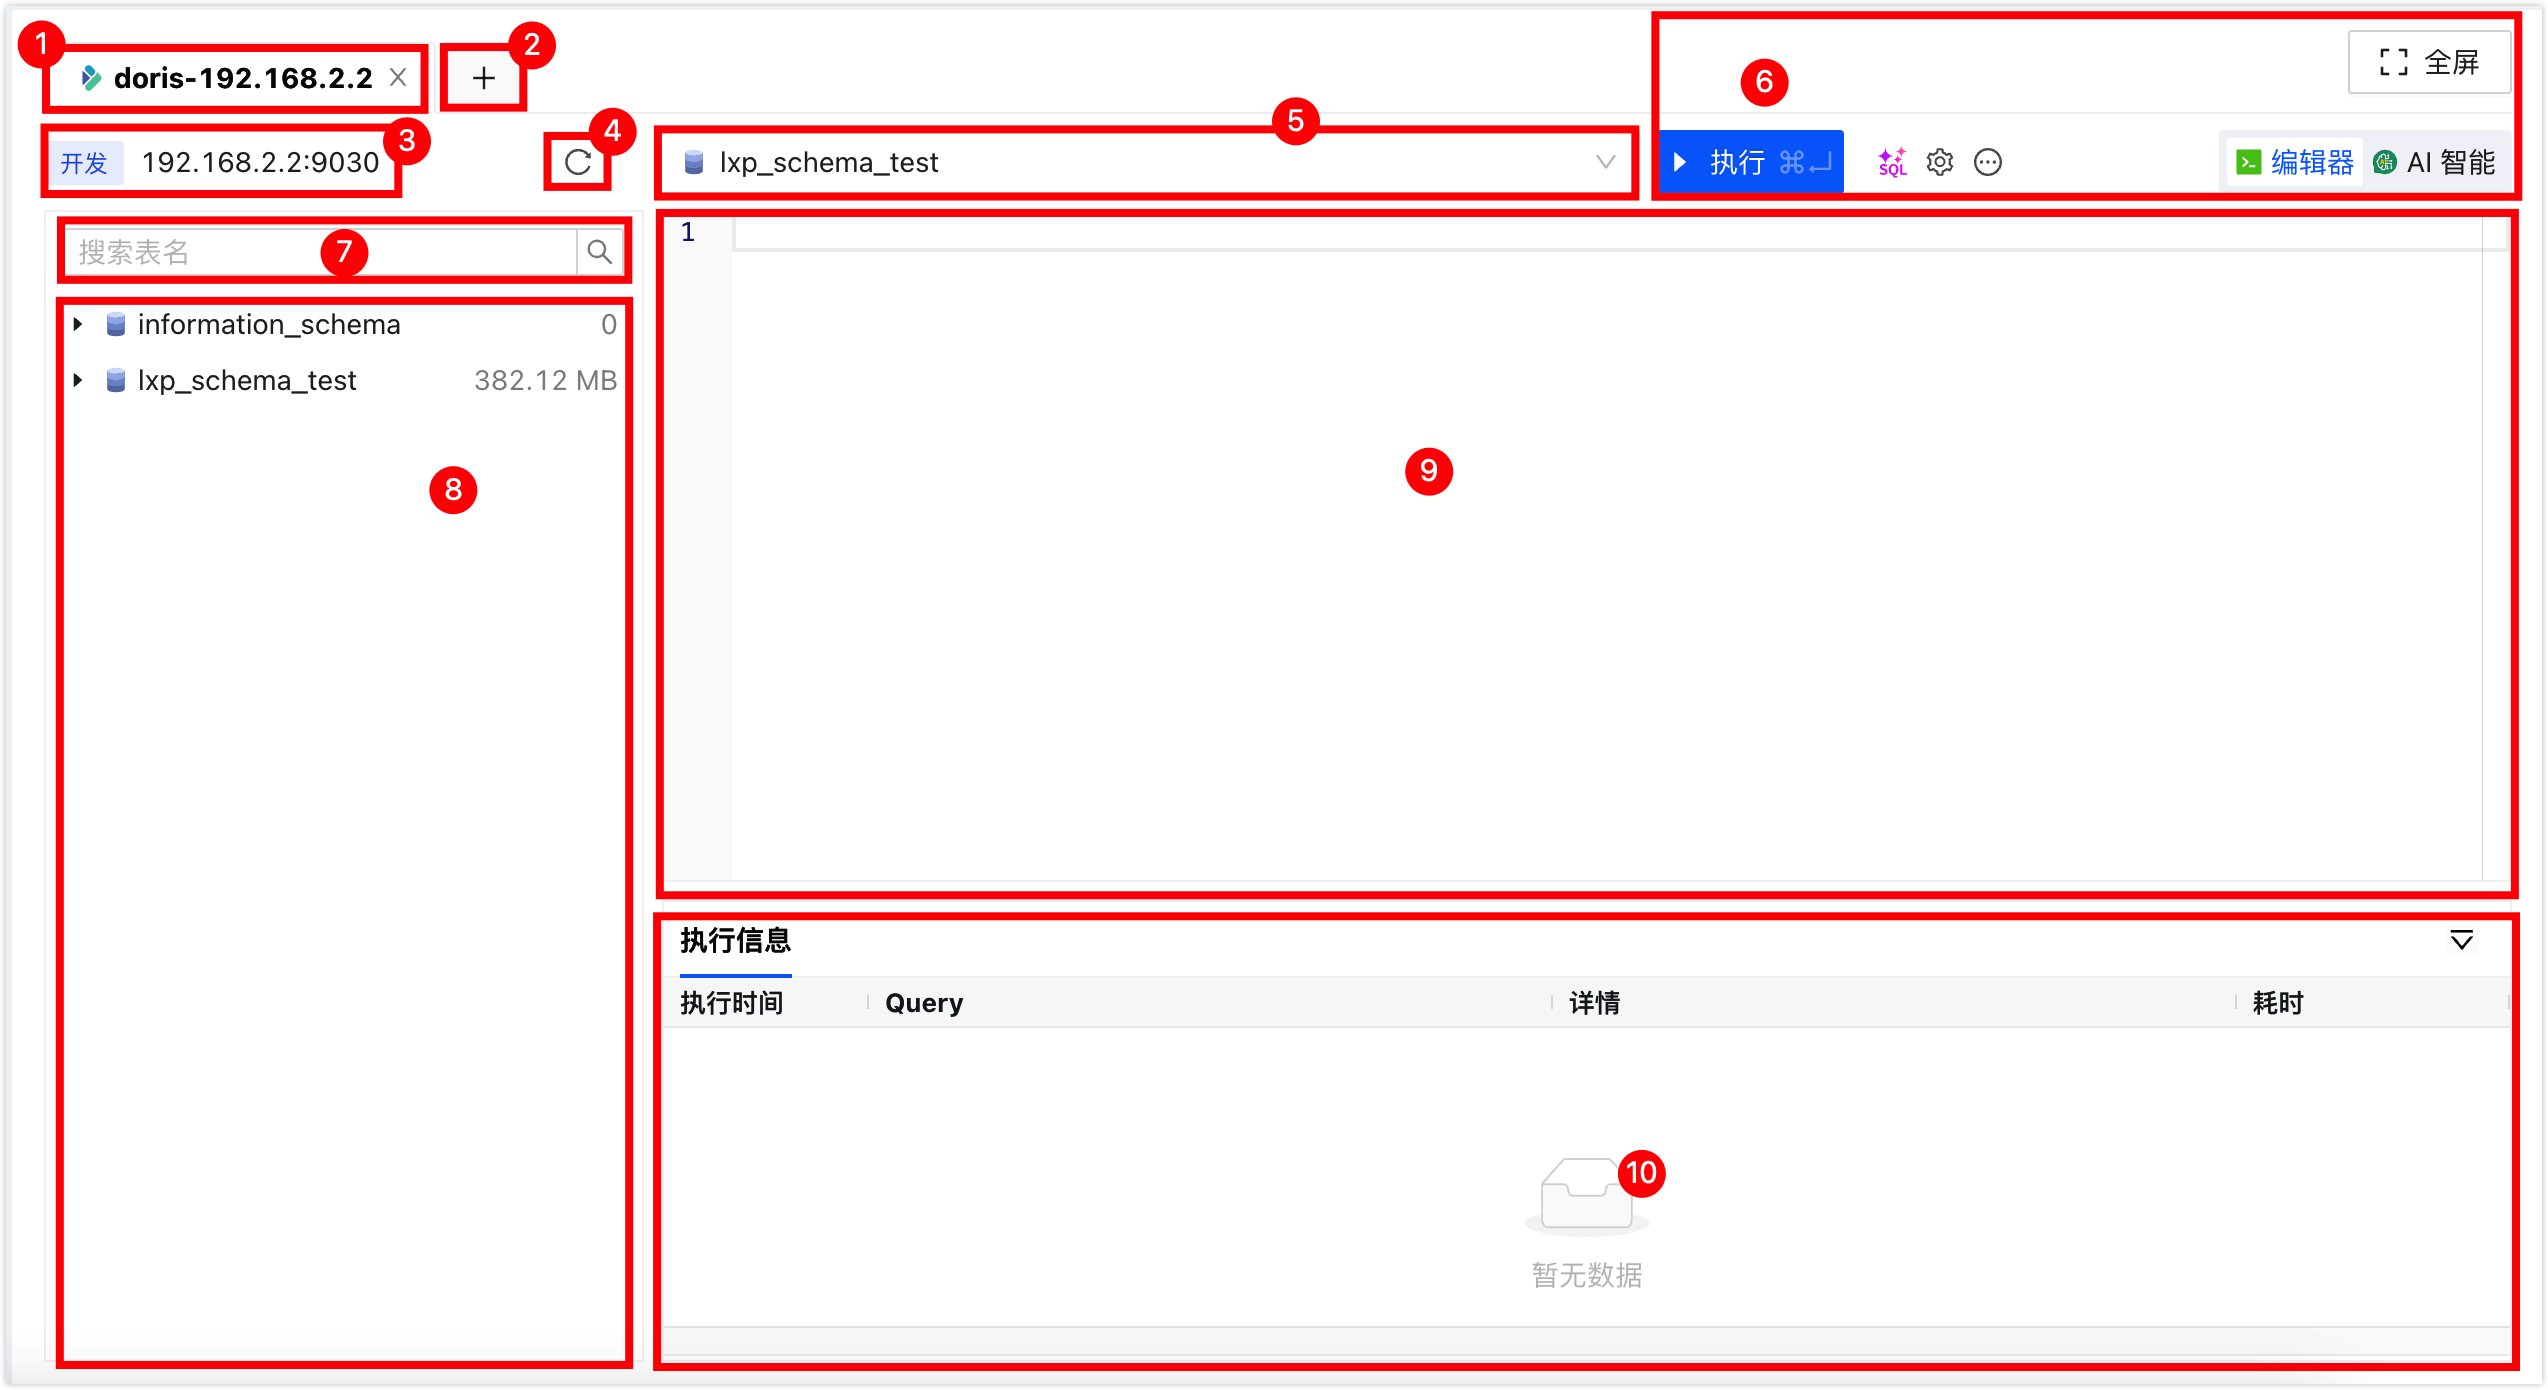 1
doris-192.168.2.2
2
全屏
6
开发 192.168.2.2:9030
3
4
5
lxp_schema_test
执行 ⌘↵
SQL
编辑器
AI 智能
搜索表名
7
information_schema 0
lxp_schema_test 382.12 MB
8
1
9
执行信息
执行时间 Query 详情 耗时
10
暂无数据